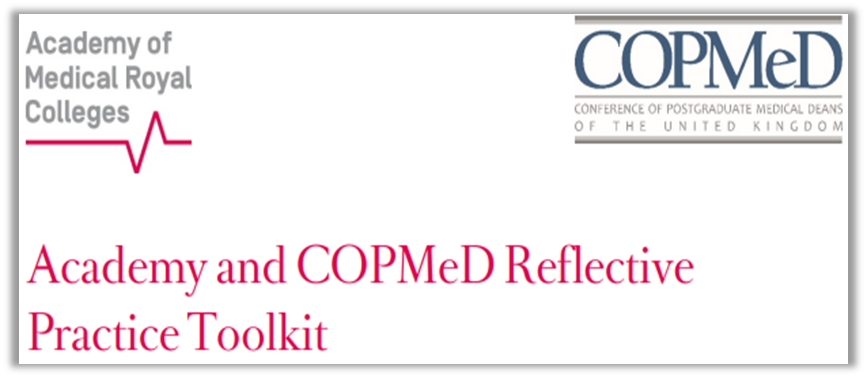 Academy of
Medical Royal
Colleges
COPMeD
CONFERENCE OF POSTGRADUATE MEDICAL DEANS
OF THE UNITED KINGDOM
Academy and COPMeD Reflective
Practice Toolkit